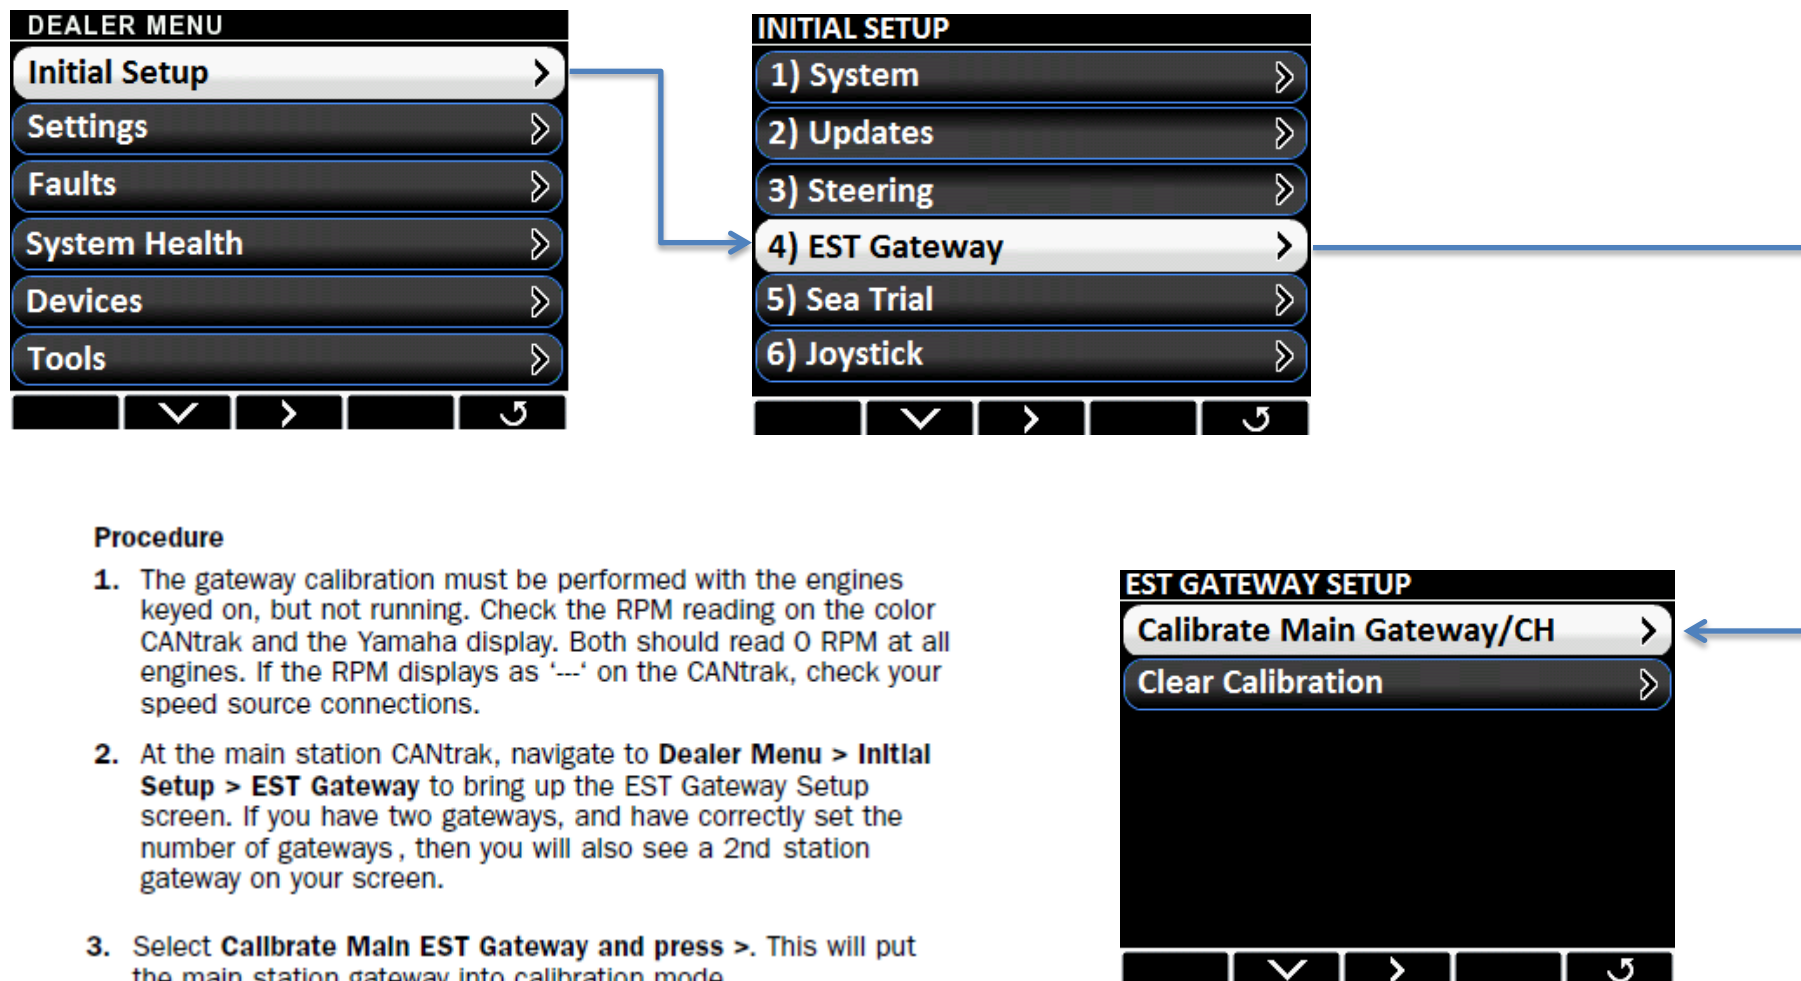 DEALER MENU
Initial Setup
Settings
Faults
System Health
Devices
Tools
INITIAL SETUP
1) System
2) Updates
3) Steering
4) EST Gateway
5) Sea Trial
6) Joystick
Procedure
1. The gateway calibration must be performed with the engines
keyed on, but not running. Check the RPM reading on the color
CANtrak and the Yamaha display. Both should read 0 RPM at all
engines. If the RPM displays as ‘---‘ on the CANtrak, check your
speed source connections.
2. At the main station CANtrak, navigate to Dealer Menu > Initial
Setup > EST Gateway to bring up the EST Gateway Setup
screen. If you have two gateways, and have correctly set the
number of gateways , then you will also see a 2nd station
gateway on your screen.
3. Select Calibrate Main EST Gateway and press >. This will put
the main station gateway into calibration mode
EST GATEWAY SETUP
Calibrate Main Gateway/CH
Clear Calibration